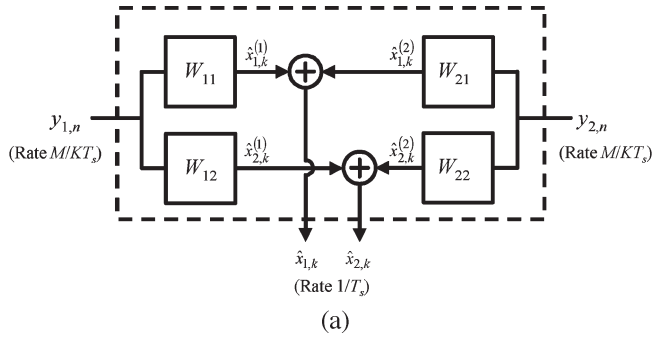 W₁₁ x̂₁,ₖ⁽¹⁾ + x̂₁,ₖ⁽²⁾ W₂₁
y₁,ₙ y₂,ₙ
(Rate M/KTₛ) (Rate M/KTₛ)
W₁₂ x̂₂,ₖ⁽¹⁾ + x̂₂,ₖ⁽²⁾ W₂₂
x̂₁,ₖ x̂₂,ₖ
(Rate 1/Tₛ)
(a)